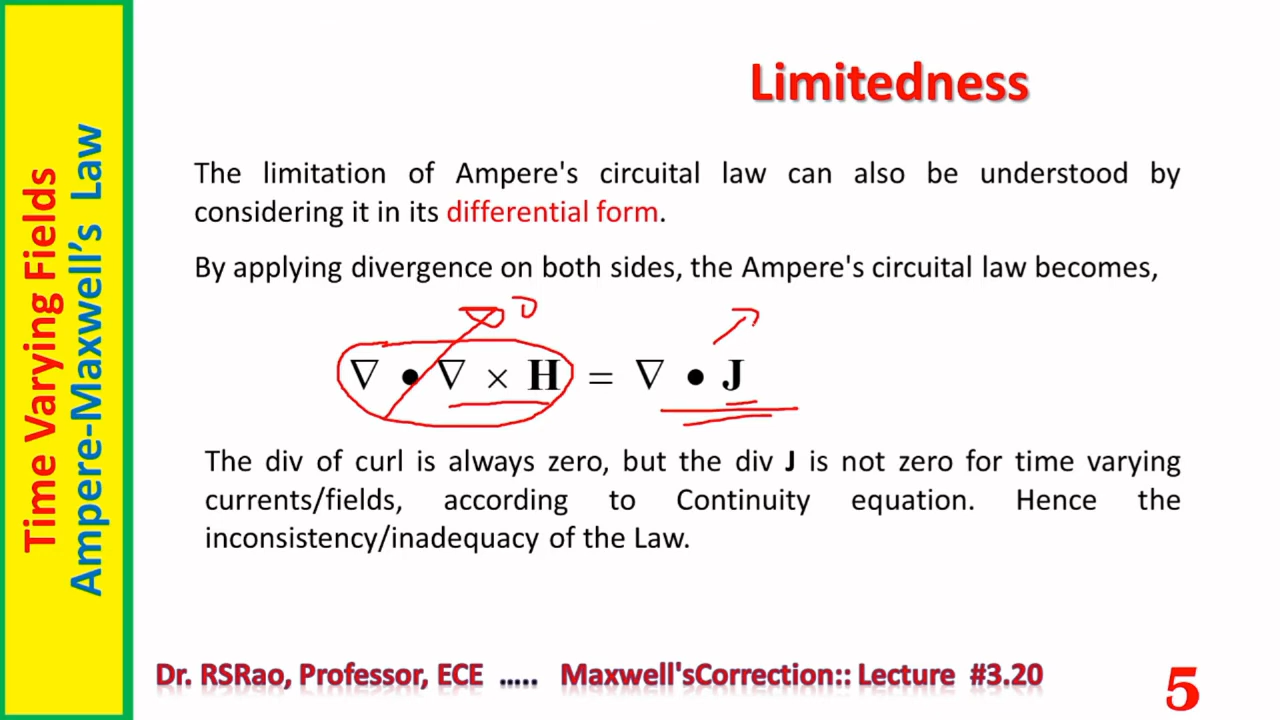 Time Varying Fields
Ampere-Maxwell's Law
Limitedness
The limitation of Ampere's circuital law can also be understood by
considering it in its differential form.
By applying divergence on both sides, the Ampere's circuital law becomes,
∇ • ∇ × H = ∇ • J
The div of curl is always zero, but the div J is not zero for time varying
currents/fields, according to Continuity equation. Hence the
inconsistency/inadequacy of the Law.
Dr. RSRao, Professor, ECE ..... Maxwell'sCorrection:: Lecture #3.20
5